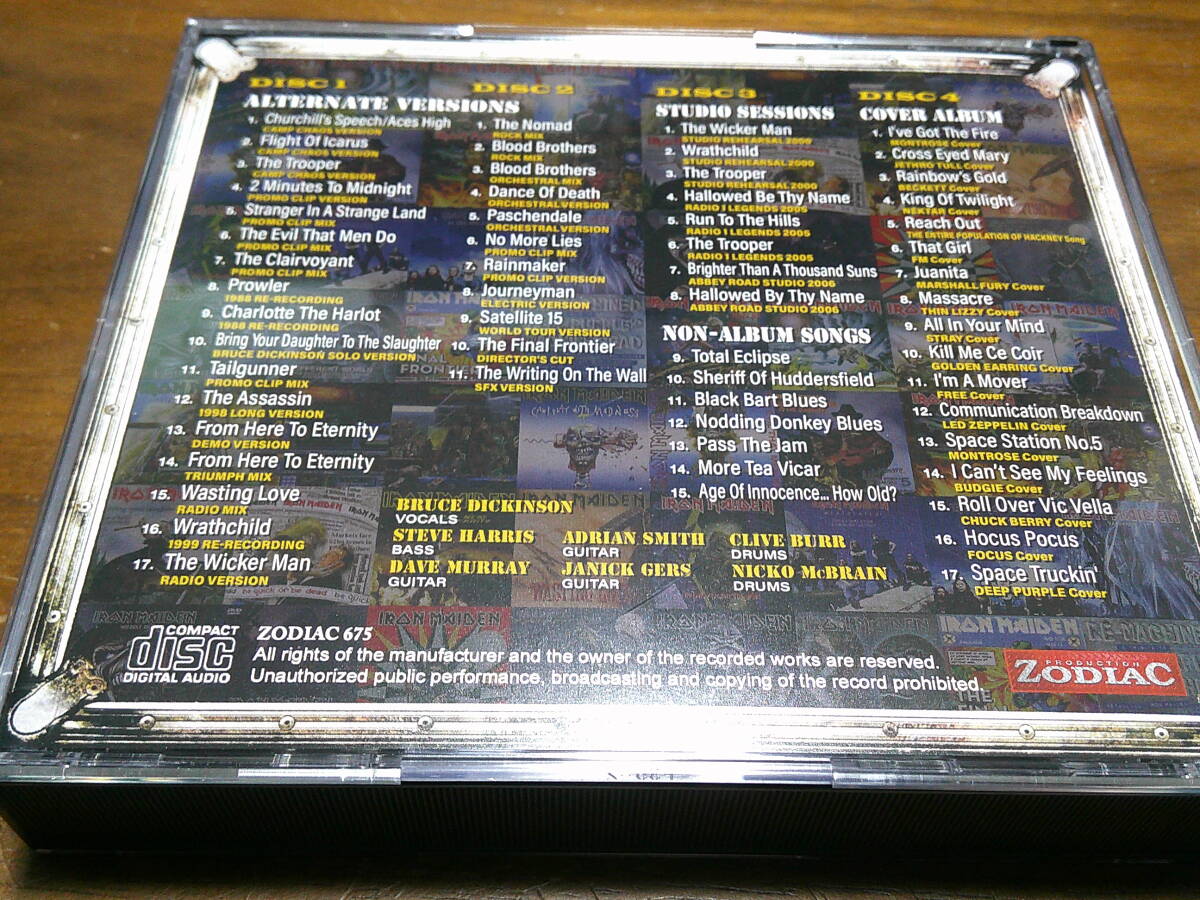 DISC 1
ALTERNATE VERSIONS
1. Churchill's Speech/Aces High
CAMP CHAOS VERSION
2. Flight Of Icarus
CAMP CHAOS VERSION
3. The Trooper
CAMP CHAOS VERSION
4. 2 Minutes To Midnight
PROMO CLIP VERSION
5. Stranger In A Strange Land
PROMO CLIP MIX
6. The Evil That Men Do
PROMO CLIP MIX
7. The Clairvoyant
PROMO CLIP MIX
8. Prowler
1988 RE-RECORDING
9. Charlotte The Harlot
1988 RE-RECORDING
10. Bring Your Daughter To The Slaughter
BRUCE DICKINSON SOLO VERSION
11. Tailgunner
PROMO CLIP MIX
12. The Assassin
1998 LONG VERSION
13. From Here To Eternity
DEMO VERSION
14. From Here To Eternity
TRIUMPH MIX
15. Wasting Love
RADIO MIX
16. Wrathchild
1999 RE-RECORDING
17. The Wicker Man
RADIO VERSION
DISC 2
1. The Nomad
ROCK MIX
2. Blood Brothers
ROCK MIX
3. Blood Brothers
ORCHESTRAL MIX
4. Dance Of Death
ORCHESTRAL VERSION
5. Paschendale
ORCHESTRAL VERSION
6. No More Lies
PROMO CLIP MIX
7. Rainmaker
PROMO CLIP VERSION
8. Journeyman
ELECTRIC VERSION
9. Satellite 15
WORLD TOUR VERSION
10. The Final Frontier
DIRECTOR'S CUT
11. The Writing On The Wall
SFX VERSION
DISC 3
STUDIO SESSIONS
1. The Wicker Man
STUDIO REHEARSAL 2000
2. Wrathchild
STUDIO REHEARSAL 2000
3. The Trooper
STUDIO REHEARSAL 2000
4. Hallowed Be Thy Name
RADIO 1 LEGENDS 2005
5. Run To The Hills
RADIO 1 LEGENDS 2005
6. The Trooper
RADIO 1 LEGENDS 2005
7. Brighter Than A Thousand Suns
ABBEY ROAD STUDIO 2006
8. Hallowed By Thy Name
ABBEY ROAD STUDIO 2006
NON-ALBUM SONGS
9. Total Eclipse
10. Sheriff Of Huddersfield
11. Black Bart Blues
12. Nodding Donkey Blues
13. Pass The Jam
14. More Tea Vicar
15. Age Of Innocence... How Old?
DISC 4
COVER ALBUM
1. I've Got The Fire
MONTROSE Cover
2. Cross Eyed Mary
JETHRO TULL Cover
3. Rainbow's Gold
BECKETT Cover
4. King Of Twilight
NEKTAR Cover
5. Reach Out
THE ENTIRE POPULATION OF HACKNEY Song
6. That Girl
FM Cover
7. Juanita
MARSHALL FURY Cover
8. Massacre
THIN LIZZY Cover
9. All In Your Mind
STRAY Cover
10. Kill Me Ce Coir
GOLDEN EARRING Cover
11. I'm A Mover
FREE Cover
12. Communication Breakdown
LED ZEPPELIN Cover
13. Space Station No.5
MONTROSE Cover
14. I Can't See My Feelings
BUDGIE Cover
15. Roll Over Vic Vella
CHUCK BERRY Cover
16. Hocus Pocus
FOCUS Cover
17. Space Truckin'
DEEP PURPLE Cover
BRUCE DICKINSON
VOCALS
STEVE HARRIS
BASS
ADRIAN SMITH
GUITAR
CLIVE BURR
DRUMS
DAVE MURRAY
GUITAR
JANICK GERS
GUITAR
NICKO McBRAIN
DRUMS
COMPACT
disc
DIGITAL AUDIO
ZODIAC 675
All rights of the manufacturer and the owner of the recorded works are reserved.
Unauthorized public performance, broadcasting and copying of the record prohibited.
PRODUCTION
ZODIAC